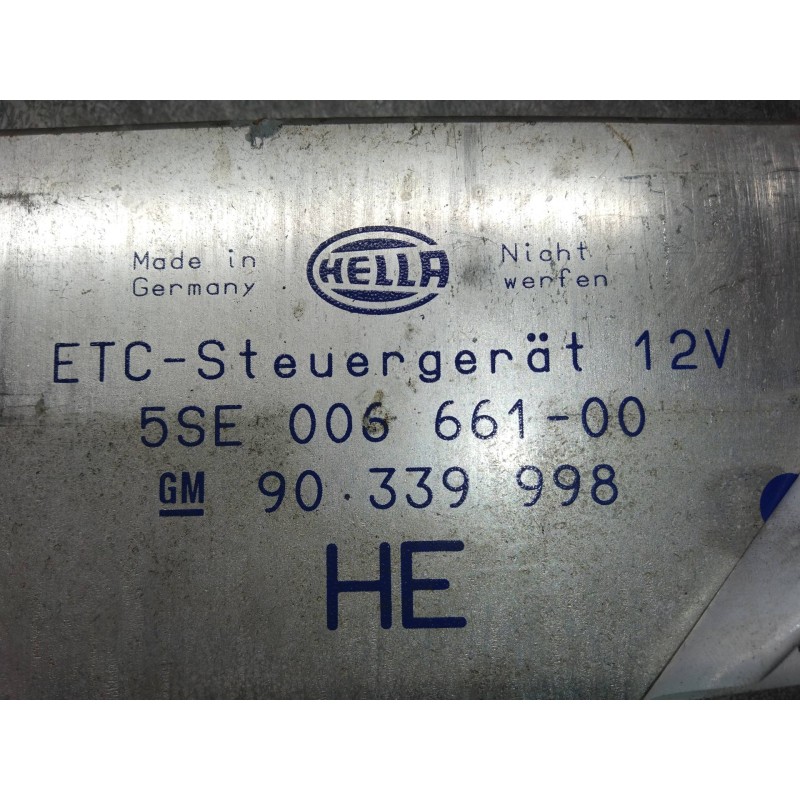 Made in
Germany
HELLA
Nicht
werfen
ETC-Steuergerät 12V
5SE 006 661-00
GM 90·339 998
HE